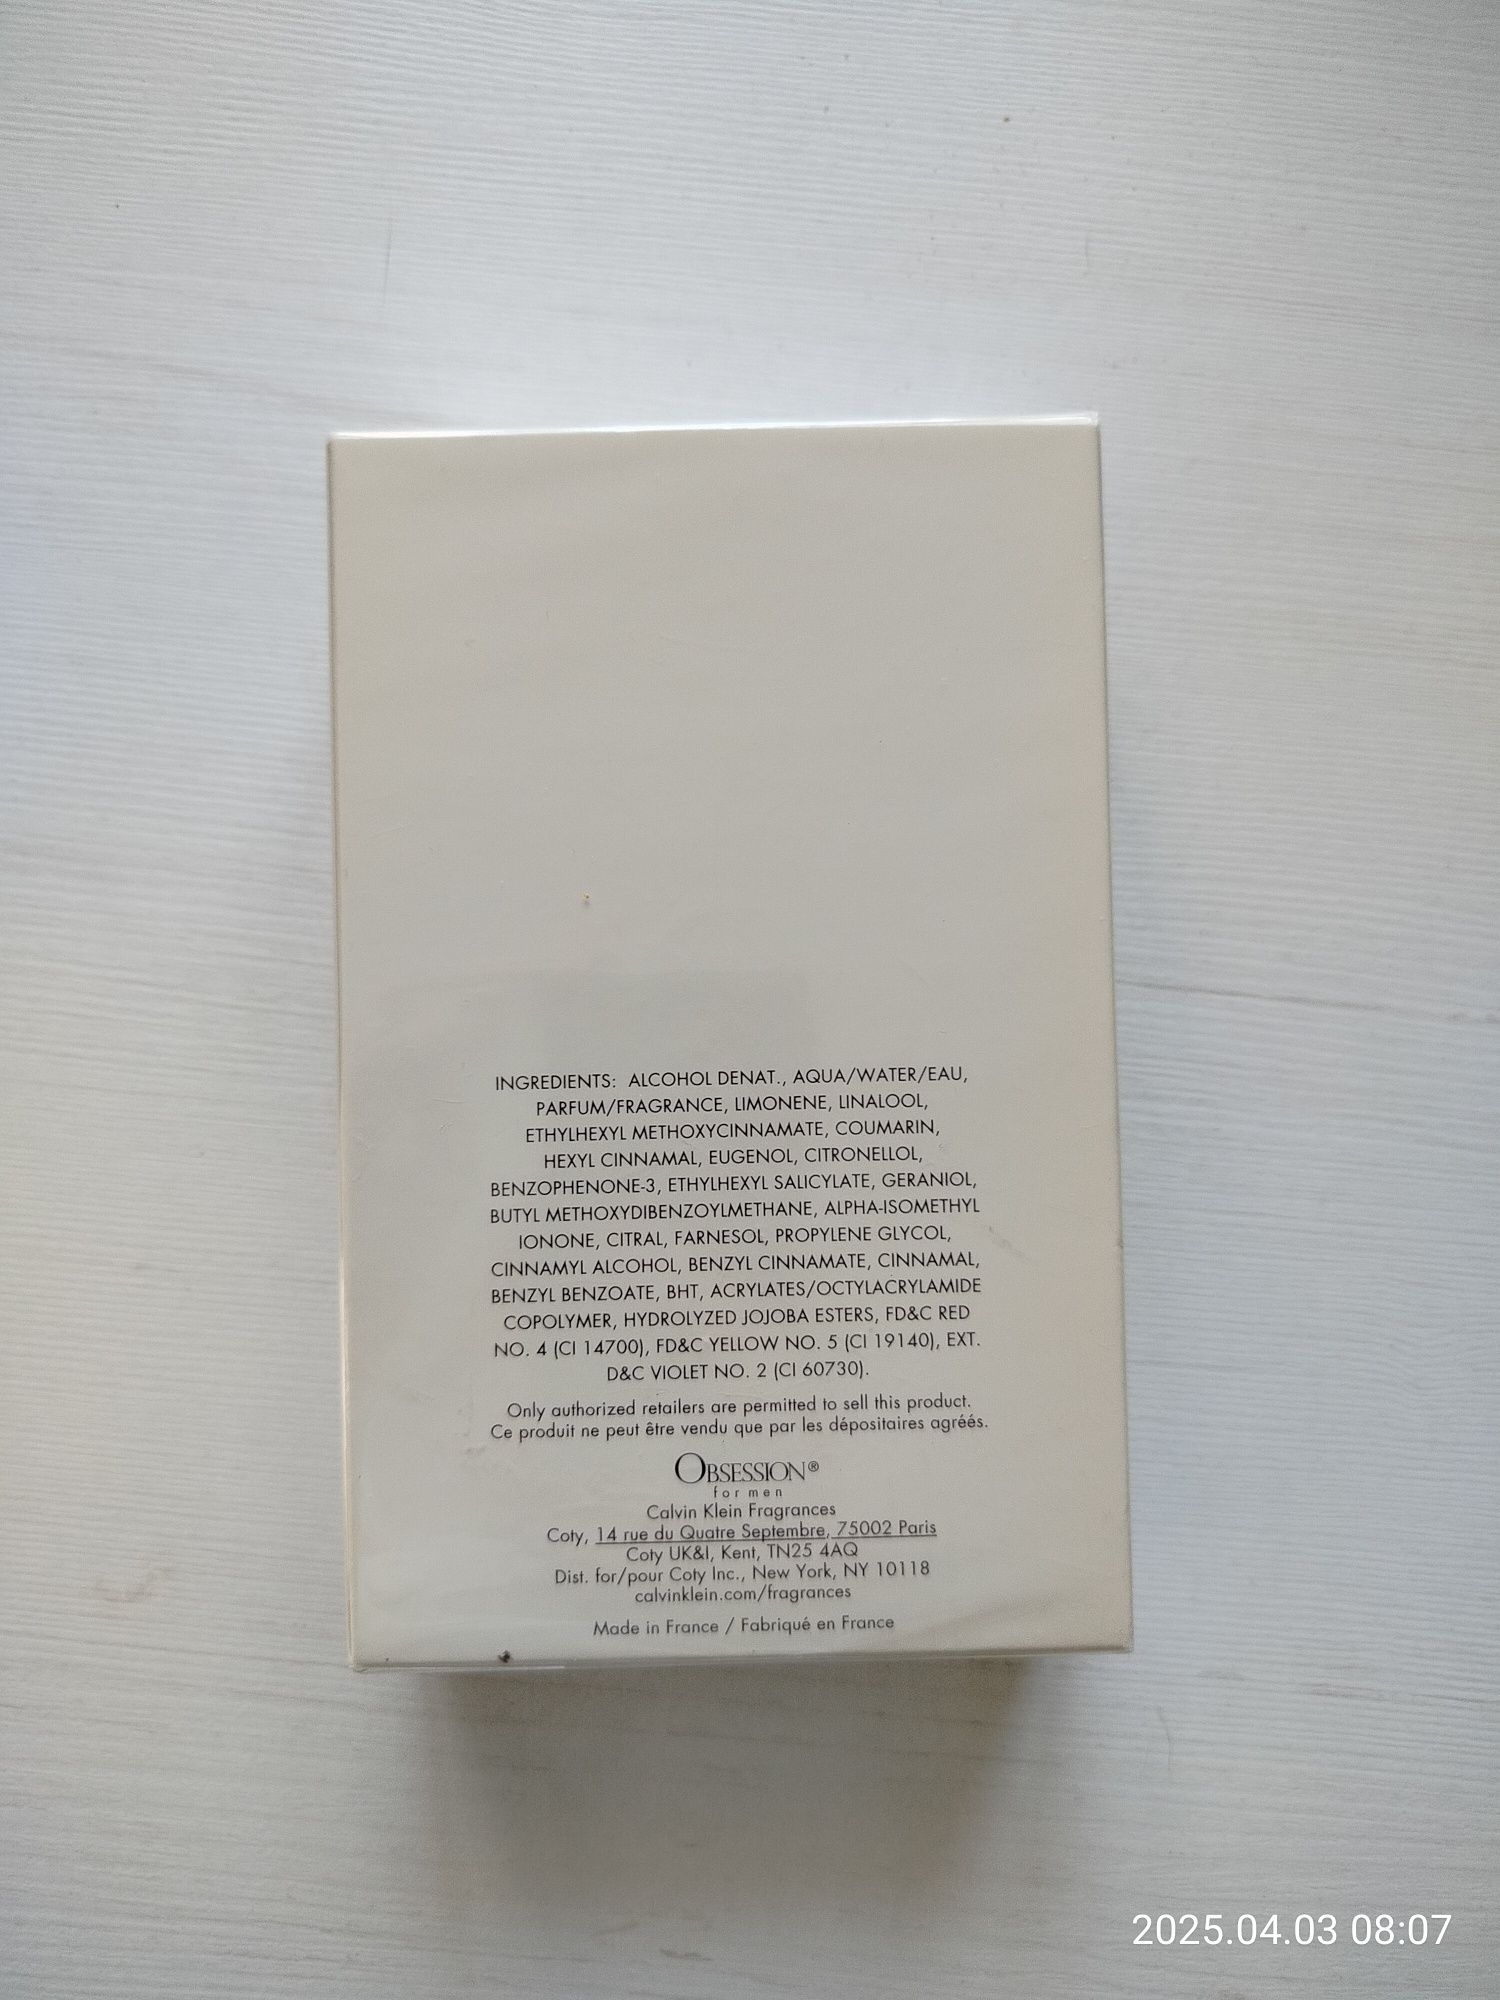 INGREDIENTS: ALCOHOL DENAT., AQUA/WATER/EAU,
PARFUM/FRAGRANCE, LIMONENE, LINALOOL,
ETHYLHEXYL METHOXYCINNAMATE, COUMARIN,
HEXYL CINNAMAL, EUGENOL, CITRONELLOL,
BENZOPHENONE-3, ETHYLHEXYL SALICYLATE, GERANIOL,
BUTYL METHOXYDIBENZOYLMETHANE, ALPHA-ISOMETHYL
IONONE, CITRAL, FARNESOL, PROPYLENE GLYCOL,
CINNAMYL ALCOHOL, BENZYL CINNAMATE, CINNAMAL,
BENZYL BENZOATE, BHT, ACRYLATES/OCTYLACRYLAMIDE
COPOLYMER, HYDROLYZED JOJOBA ESTERS, FD&C RED
NO. 4 (CI 14700), FD&C YELLOW NO. 5 (CI 19140), EXT.
D&C VIOLET NO. 2 (CI 60730).
Only authorized retailers are permitted to sell this product.
Ce produit ne peut être vendu que par les dépositaires agréés.
OBSESSION®
for men
Calvin Klein Fragrances
Coty, 14 rue du Quatre Septembre, 75002 Paris
Coty UK&I, Kent, TN25 4AQ
Dist. for/pour Coty Inc., New York, NY 10118
calvinklein.com/fragrances
Made in France / Fabriqué en France
2025.04.03 08:07